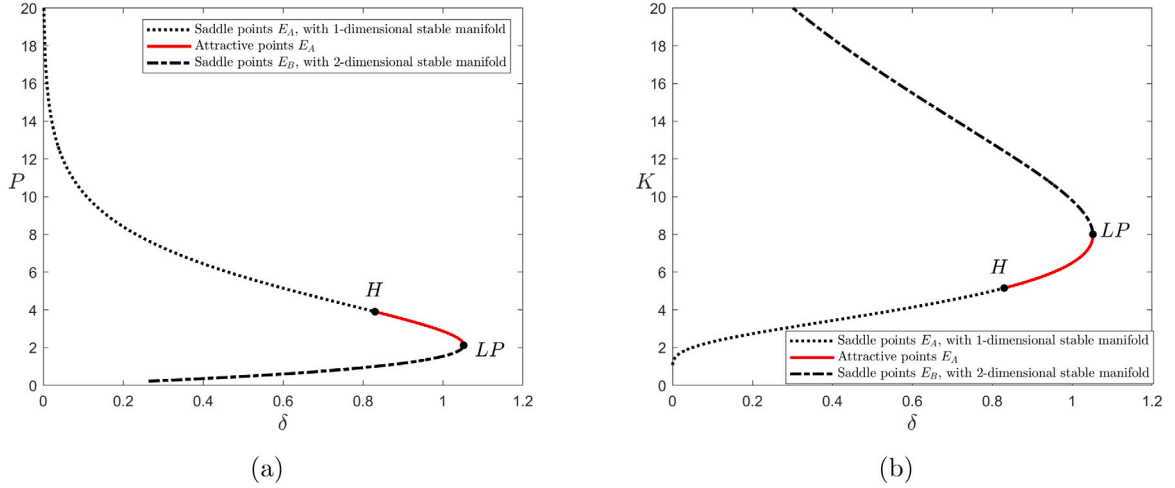 20
18
16
14
12
10
8
6
4
2
0
P
0 0.2 0.4 0.6 0.8 1 1.2
δ
Saddle points E_A, with 1-dimensional stable manifold
Attractive points E_A
Saddle points E_B, with 2-dimensional stable manifold
H
LP
(a)
20
18
16
14
12
10
8
6
4
2
0
K
0 0.2 0.4 0.6 0.8 1 1.2
δ
LP
H
Saddle points E_A, with 1-dimensional stable manifold
Attractive points E_A
Saddle points E_B, with 2-dimensional stable manifold
(b)